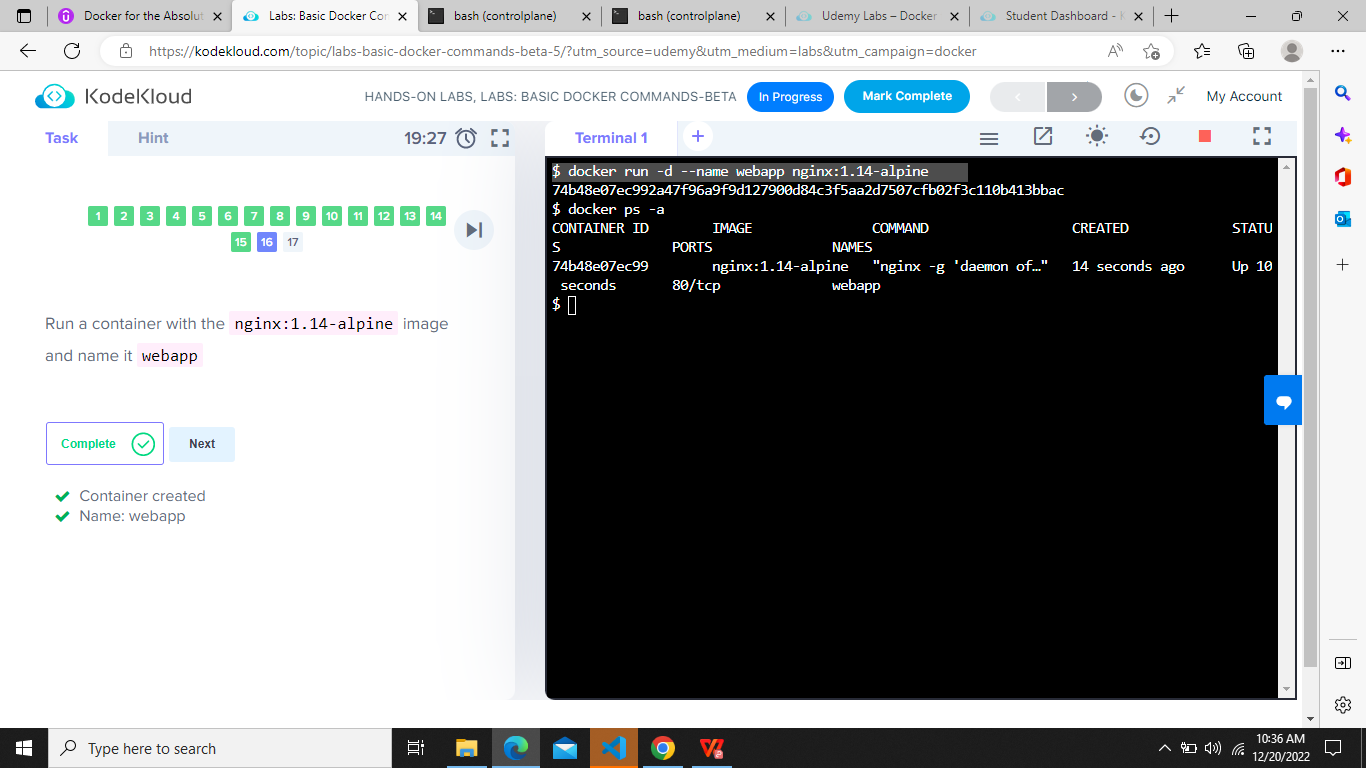 Docker for the Absolut
Labs: Basic Docker Con
bash (controlplane)
bash (controlplane)
Udemy Labs – Docker
Student Dashboard - K
https://kodekloud.com/topic/labs-basic-docker-commands-beta-5/?utm_source=udemy&utm_medium=labs&utm_campaign=docker
KodeKloud
HANDS-ON LABS, LABS: BASIC DOCKER COMMANDS-BETA
In Progress
Mark Complete
My Account
Task
Hint
19:27
Terminal 1
+
1 2 3 4 5 6 7 8 9 10 11 12 13 14
15 16 17
Run a container with the nginx:1.14-alpine image
and name it webapp
Complete
Next
Container created
Name: webapp
$ docker run -d --name webapp nginx:1.14-alpine
74b48e07ec992a47f96a9f9d127900d84c3f5aa2d7507cfb02f3c110b413bbac
$ docker ps -a
CONTAINER ID        IMAGE               COMMAND                  CREATED             STATU
S              PORTS               NAMES
74b48e07ec99        nginx:1.14-alpine   "nginx -g 'daemon of…"   14 seconds ago      Up 10
 seconds       80/tcp              webapp
$
Type here to search
10:36 AM
12/20/2022